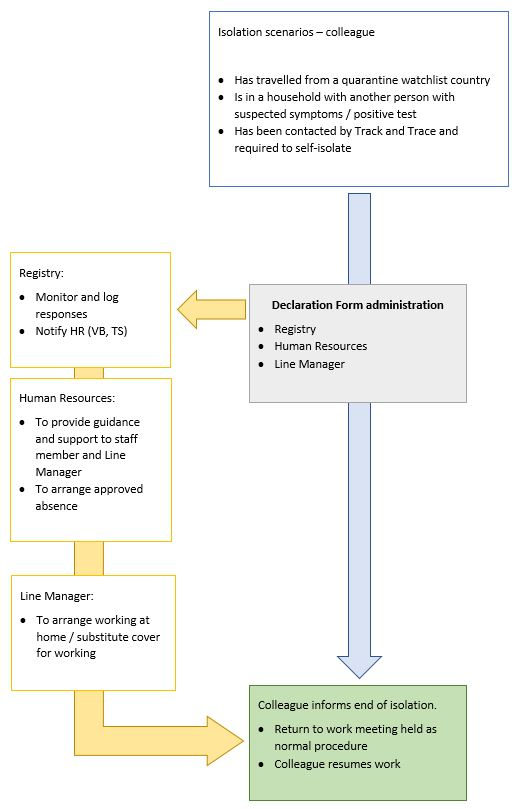 Isolation scenarios – colleague
• Has travelled from a quarantine watchlist country
• Is in a household with another person with
suspected symptoms / positive test
• Has been contacted by Track and Trace and
required to self-isolate
Declaration Form administration
• Registry
• Human Resources
• Line Manager
Registry:
• Monitor and log
responses
• Notify HR (VB, TS)
Human Resources:
• To provide guidance
and support to staff
member and Line
Manager
• To arrange approved
absence
Line Manager:
• To arrange working at
home / substitute cover
for working
Colleague informs end of isolation.
• Return to work meeting held as
normal procedure
• Colleague resumes work